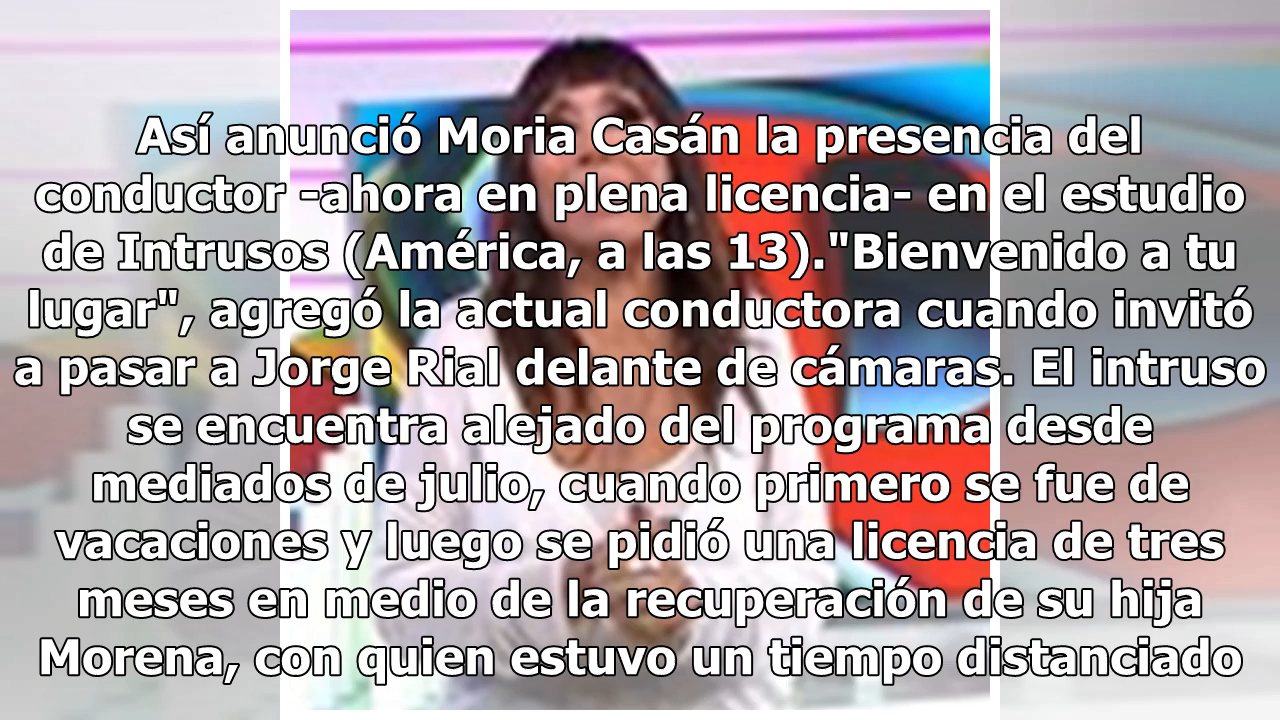 Así anunció Moria Casán la presencia del
conductor -ahora en plena licencia- en el estudio
de Intrusos (América, a las 13)."Bienvenido a tu
lugar", agregó la actual conductora cuando invitó
a pasar a Jorge Rial delante de cámaras. El intruso
se encuentra alejado del programa desde
mediados de julio, cuando primero se fue de
vacaciones y luego se pidió una licencia de tres
meses en medio de la recuperación de su hija
Morena, con quien estuvo un tiempo distanciado